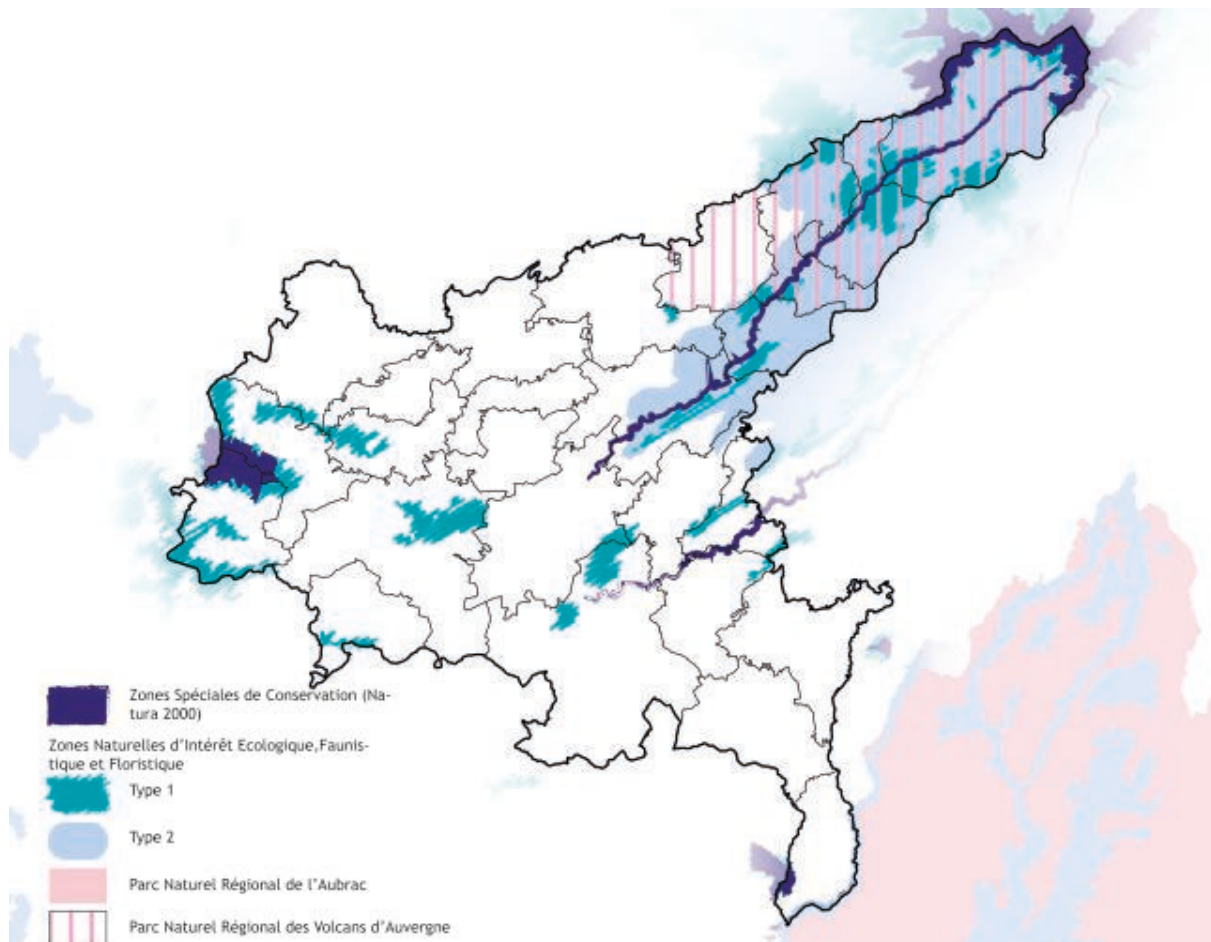 Zones Spéciales de Conservation (Na-
tura 2000)
Zones Naturelles d'Intérêt Ecologique,Faunis-
tique et Floristique
Type 1
Type 2
Parc Naturel Régional de l'Aubrac
Parc Naturel Régional des Volcans d'Auvergne